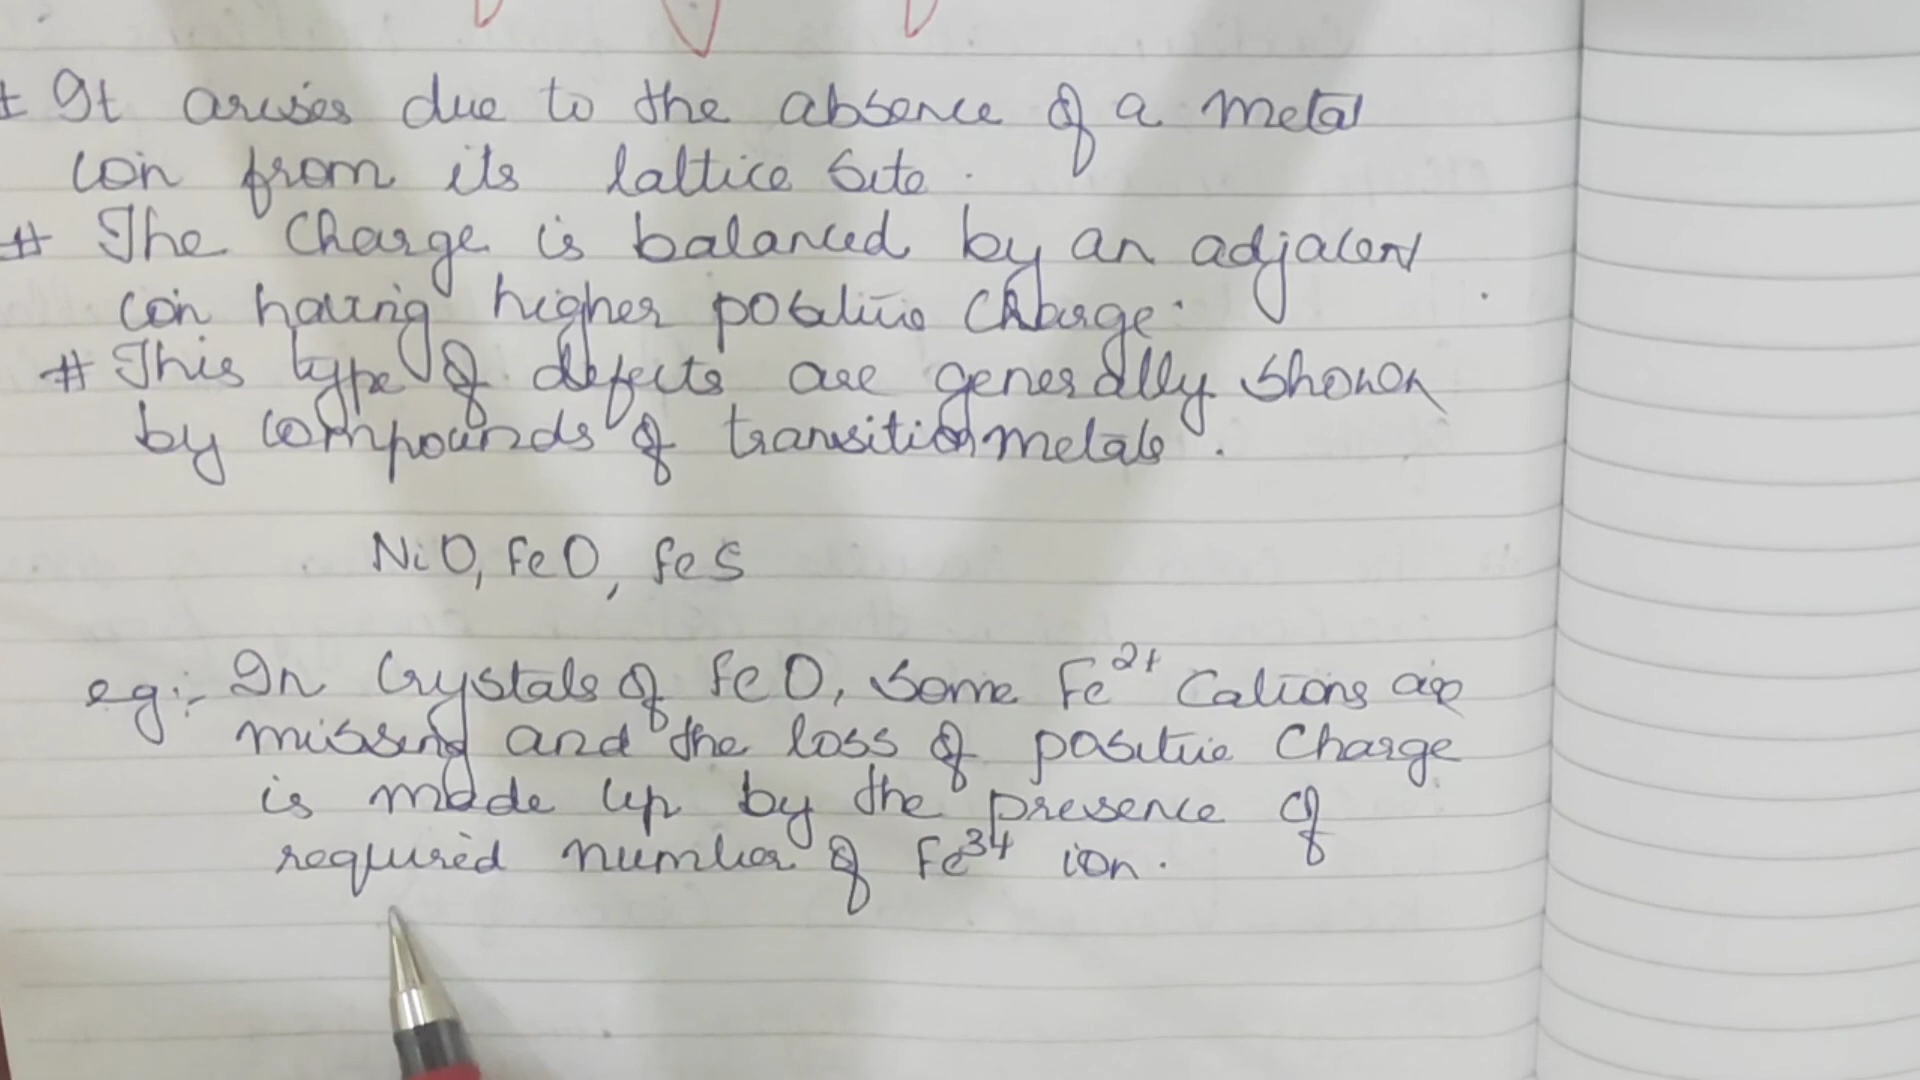 # It arises due to the absence of a metal
ion from its lattice site.
# The charge is balanced by an adjacent
ion having higher positive charge.
# This type of defects are generally shown
by compounds of transition metals.
NiO, FeO, FeS
eg:- In crystals of FeO, some Fe²⁺ cations are
missing and the loss of positive charge
is made up by the presence of
required number of Fe³⁺ ion.